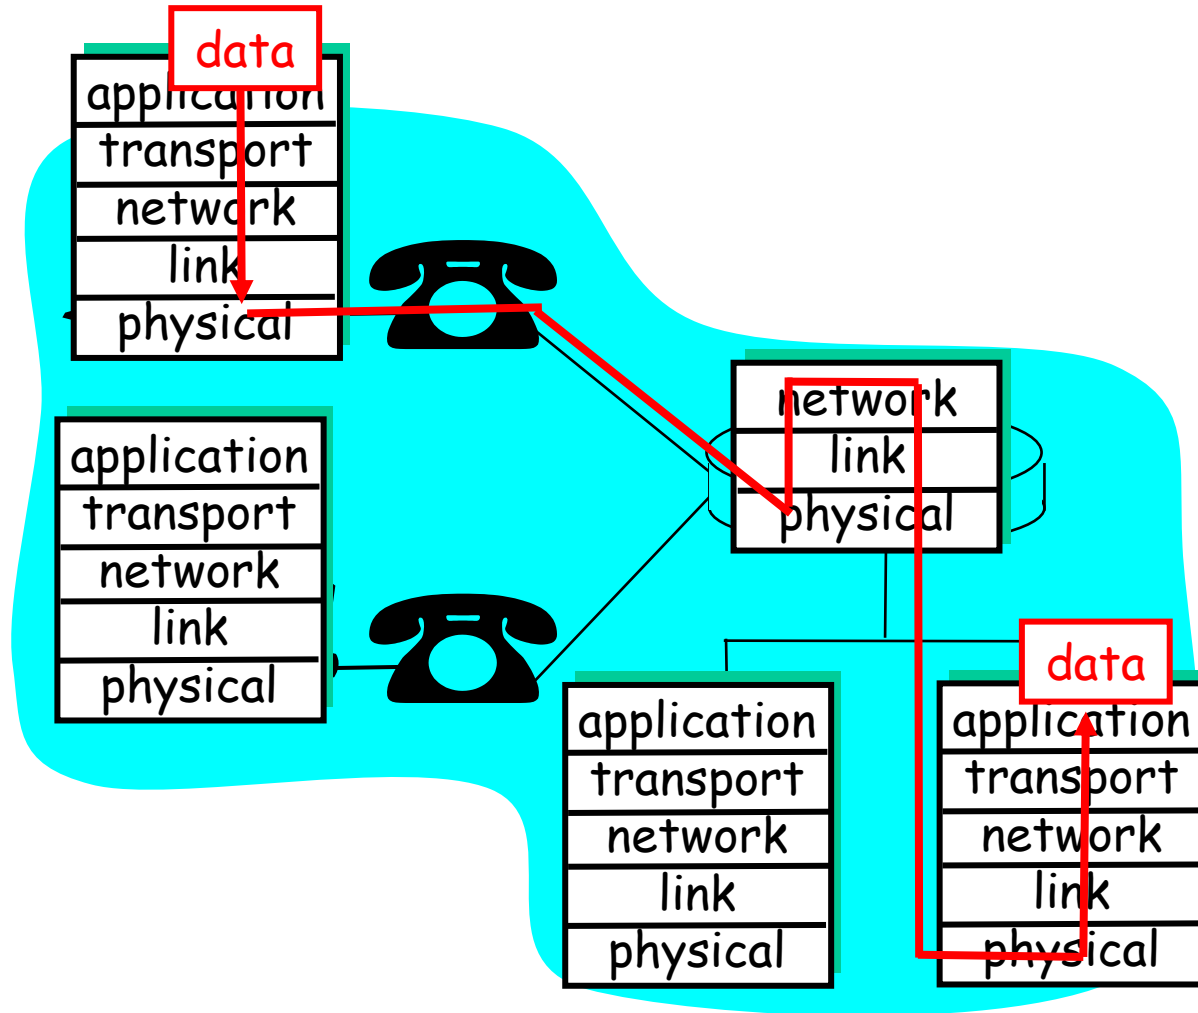 data
application
transport
network
link
physical
application
transport
network
link
physical
network
link
physical
application
transport
network
link
physical
data
application
transport
network
link
physical